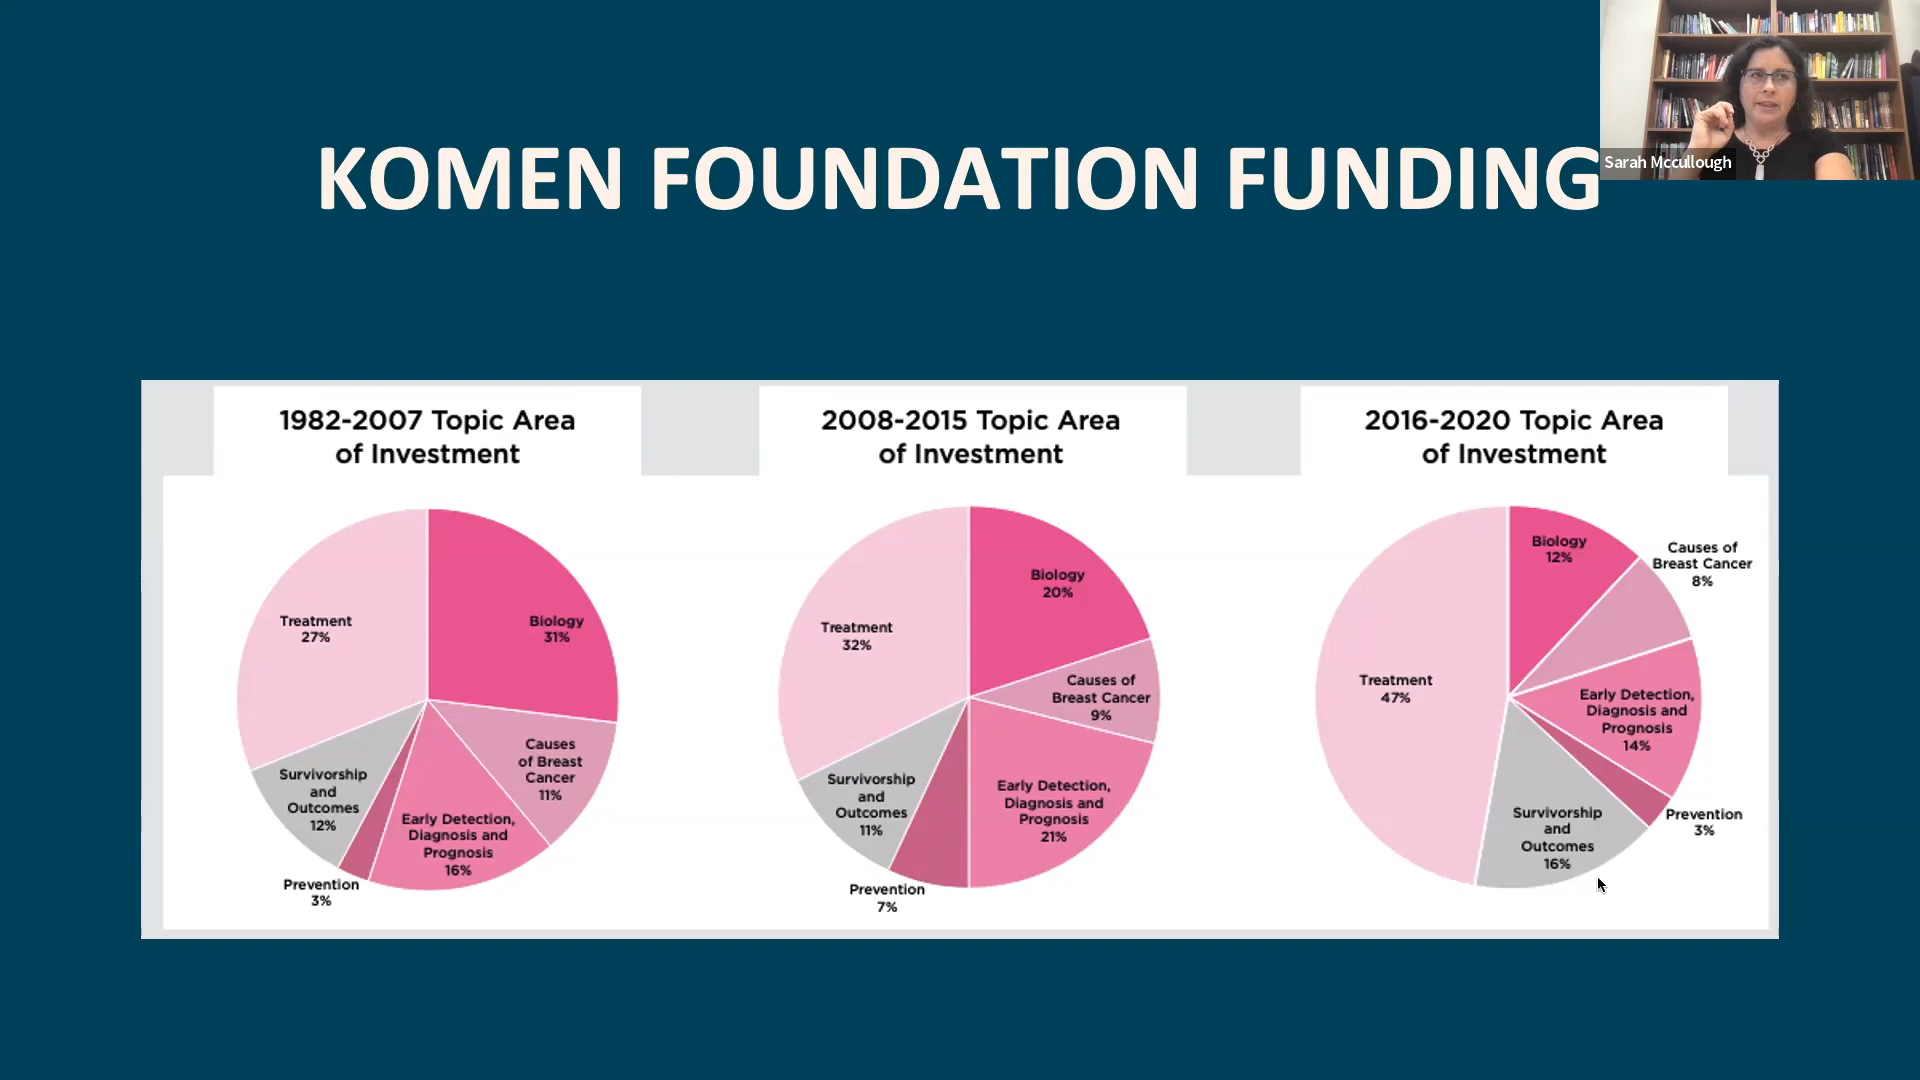 KOMEN FOUNDATION FUNDING
Sarah Mccullough
1982-2007 Topic Area
of Investment
Treatment
27%
Biology
31%
Causes
of Breast
Cancer
11%
Early Detection,
Diagnosis and
Prognosis
16%
Prevention
3%
Survivorship
and
Outcomes
12%
2008-2015 Topic Area
of Investment
Treatment
32%
Biology
20%
Causes of
Breast Cancer
9%
Early Detection,
Diagnosis and
Prognosis
21%
Prevention
7%
Survivorship
and
Outcomes
11%
2016-2020 Topic Area
of Investment
Treatment
47%
Biology
12%
Causes of
Breast Cancer
8%
Early Detection,
Diagnosis and
Prognosis
14%
Prevention
3%
Survivorship
and
Outcomes
16%